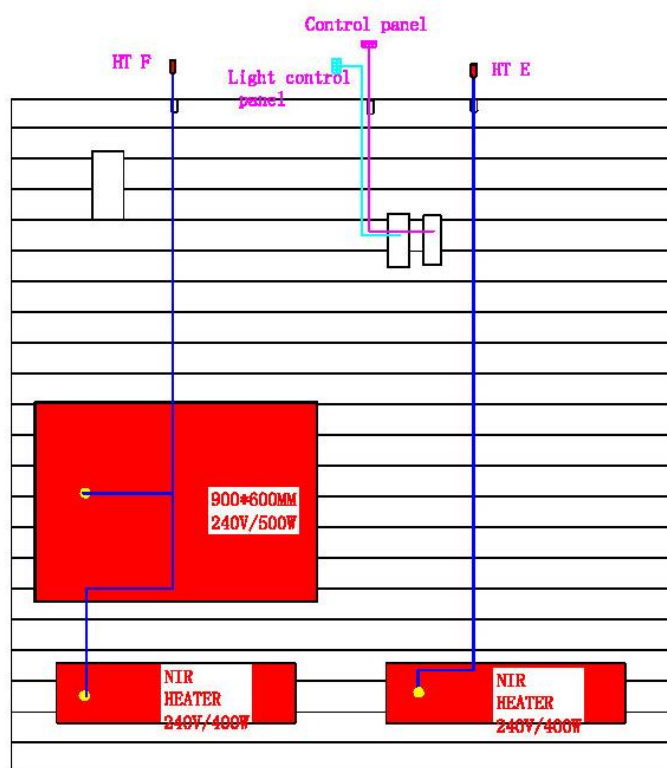 Control panel
HT F
Light control
panel
HT E
900*600MM
240V/500W
NIR
HEATER
240V/400W
NIR
HEATER
240V/400W